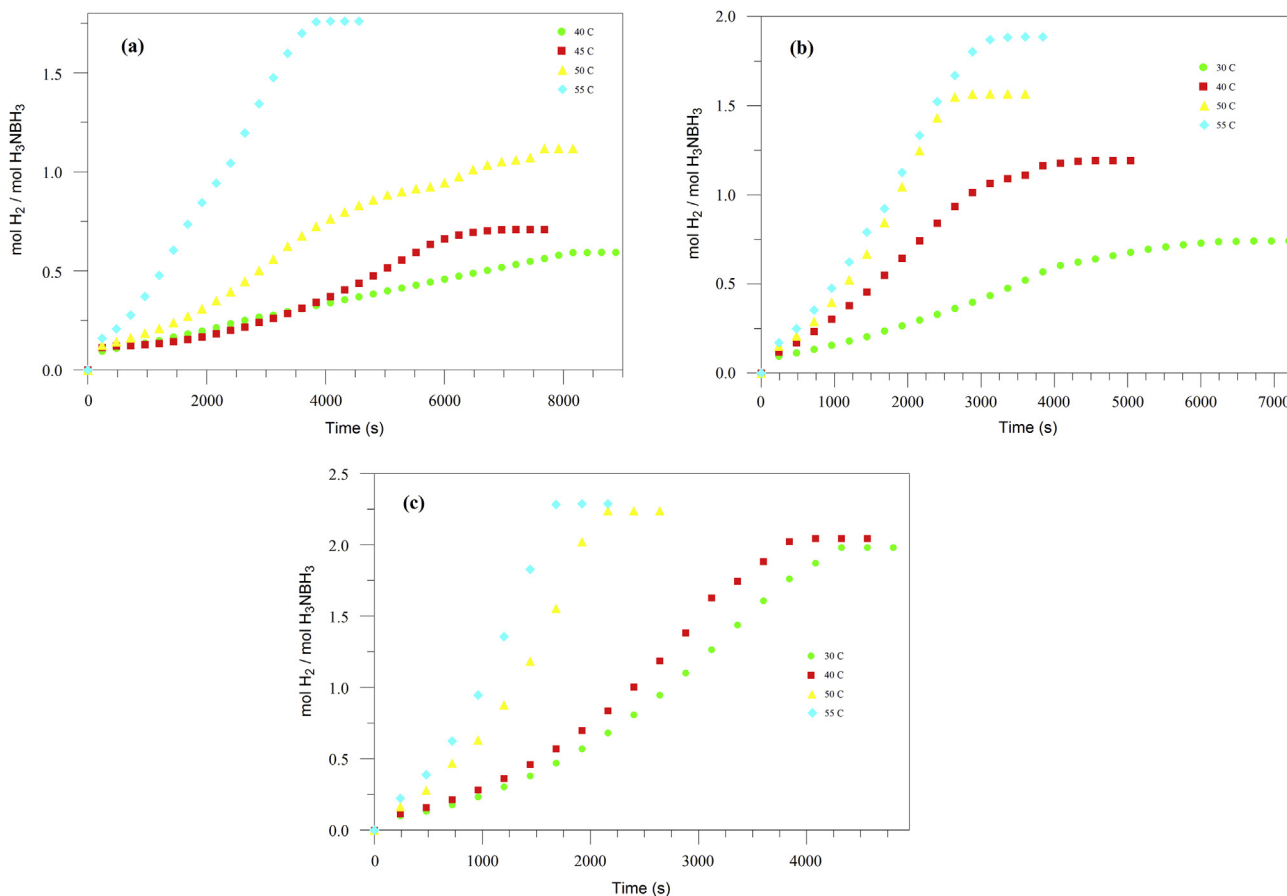 (a)
40 C
45 C
50 C
55 C
mol H₂ / mol H₃NBH₃
1.5
1.0
0.5
0.0
0 2000 4000 6000 8000
Time (s)
(b)
30 C
40 C
50 C
55 C
mol H₂ / mol H₃NBH₃
2.0
1.5
1.0
0.5
0.0
0 1000 2000 3000 4000 5000 6000 7000
Time (s)
(c)
30 C
40 C
50 C
55 C
mol H₂ / mol H₃NBH₃
2.5
2.0
1.5
1.0
0.5
0.0
0 1000 2000 3000 4000
Time (s)